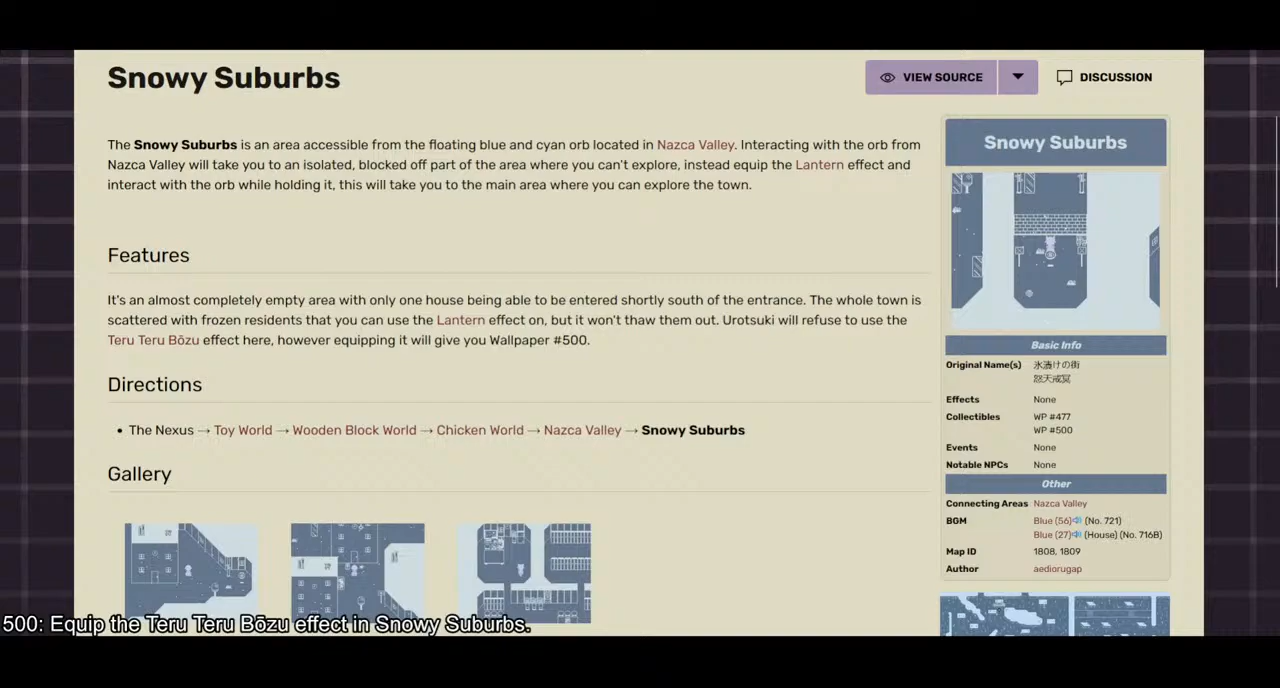 Snowy Suburbs
VIEW SOURCE
DISCUSSION
The Snowy Suburbs is an area accessible from the floating blue and cyan orb located in Nazca Valley. Interacting with the orb from
Nazca Valley will take you to an isolated, blocked off part of the area where you can't explore, instead equip the Lantern effect and
interact with the orb while holding it, this will take you to the main area where you can explore the town.
Features
It's an almost completely empty area with only one house being able to be entered shortly south of the entrance. The whole town is
scattered with frozen residents that you can use the Lantern effect on, but it won't thaw them out. Urotsuki will refuse to use the
Teru Teru Bōzu effect here, however equipping it will give you Wallpaper #500.
Directions
• The Nexus → Toy World → Wooden Block World → Chicken World → Nazca Valley → Snowy Suburbs
Gallery
Snowy Suburbs
Basic Info
Original Name(s) 氷漬けの街
怨天戒冥
Effects None
Collectibles WP #477
WP #500
Events None
Notable NPCs None
Other
Connecting Areas Nazca Valley
BGM Blue (56) (No. 721)
Blue (27) (House) (No. 716B)
Map ID 1808, 1809
Author aediorugap
500: Equip the Teru Teru Bōzu effect in Snowy Suburbs.